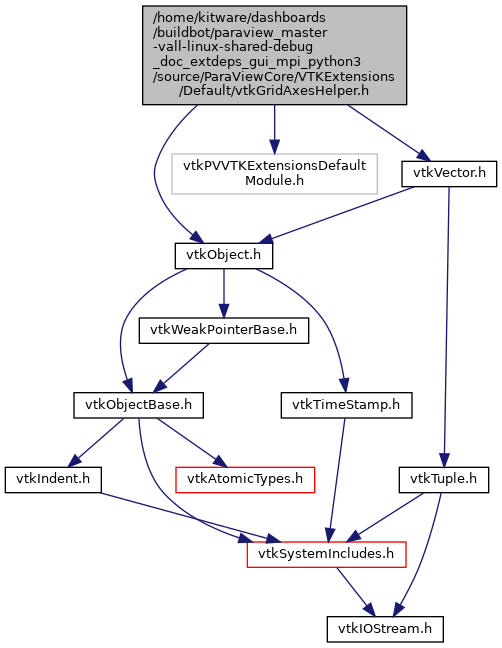 /home/kitware/dashboards
/buildbot/paraview_master
-vall-linux-shared-debug
_doc_extdeps_gui_mpi_python3
/source/ParaViewCore/VTKExtensions
/Default/vtkGridAxesHelper.h
vtkPVVTKExtensionsDefault
Module.h
vtkVector.h
vtkObject.h
vtkWeakPointerBase.h
vtkObjectBase.h
vtkTimeStamp.h
vtkIndent.h
vtkAtomicTypes.h
vtkTuple.h
vtkSystemIncludes.h
vtkIOStream.h